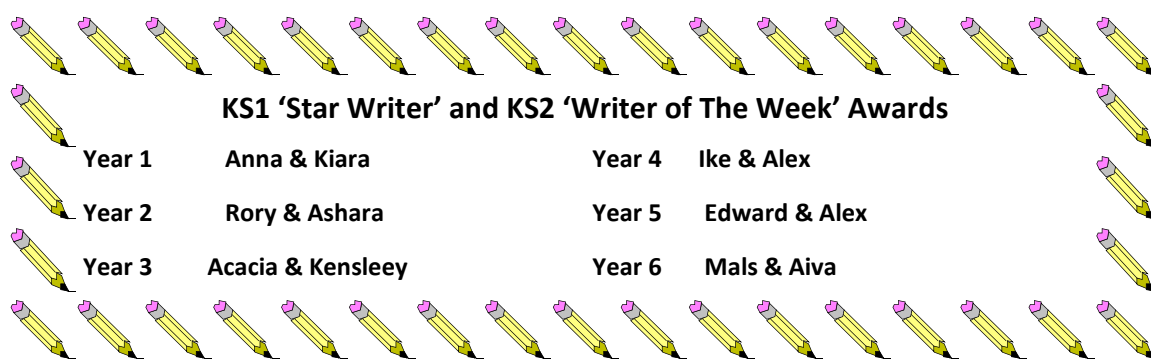 KS1 ‘Star Writer’ and KS2 ‘Writer of The Week’ Awards
Year 1 Anna & Kiara Year 4 Ike & Alex
Year 2 Rory & Ashara Year 5 Edward & Alex
Year 3 Acacia & Kensleey Year 6 Mals & Aiva